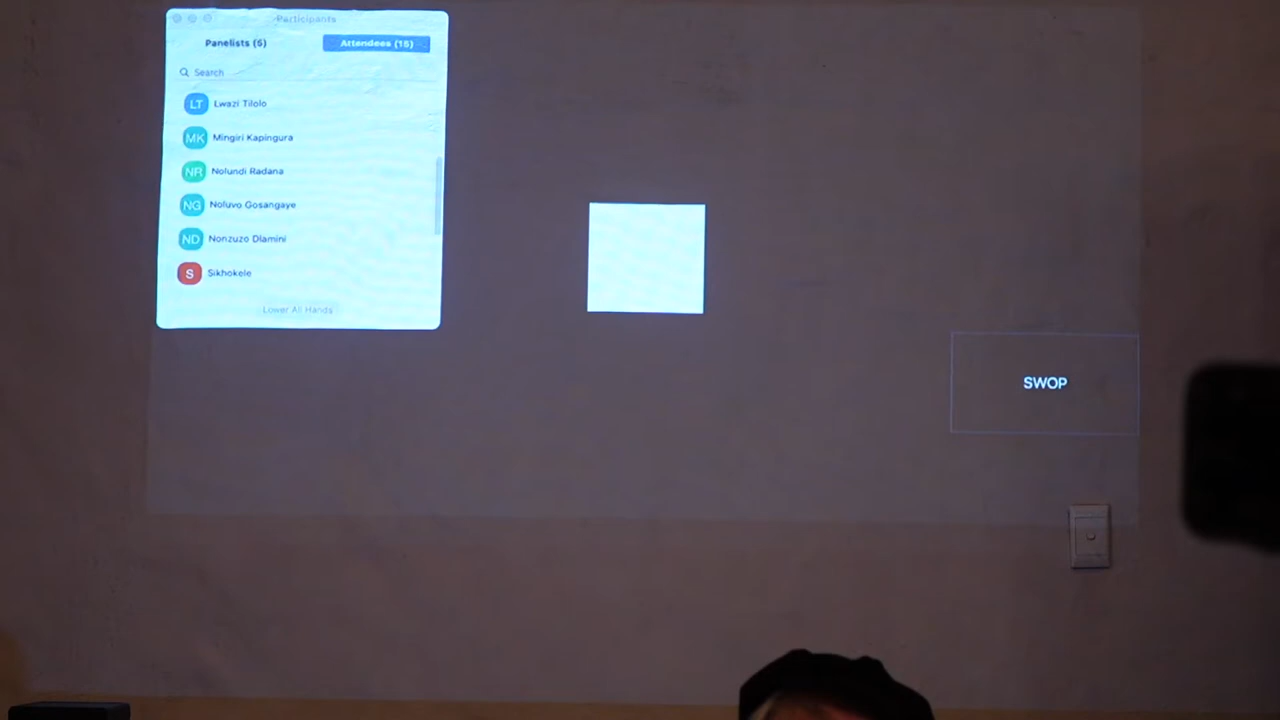 Participants
Panelists (5)
Attendees (15)
Search
LT Lwazi Tilolo
MK Mingiri Kapingura
NR Nolundi Radana
NG Noluvo Gosangaye
ND Nonzuzo Dlamini
S Sikhokele
Lower All Hands
SWOP